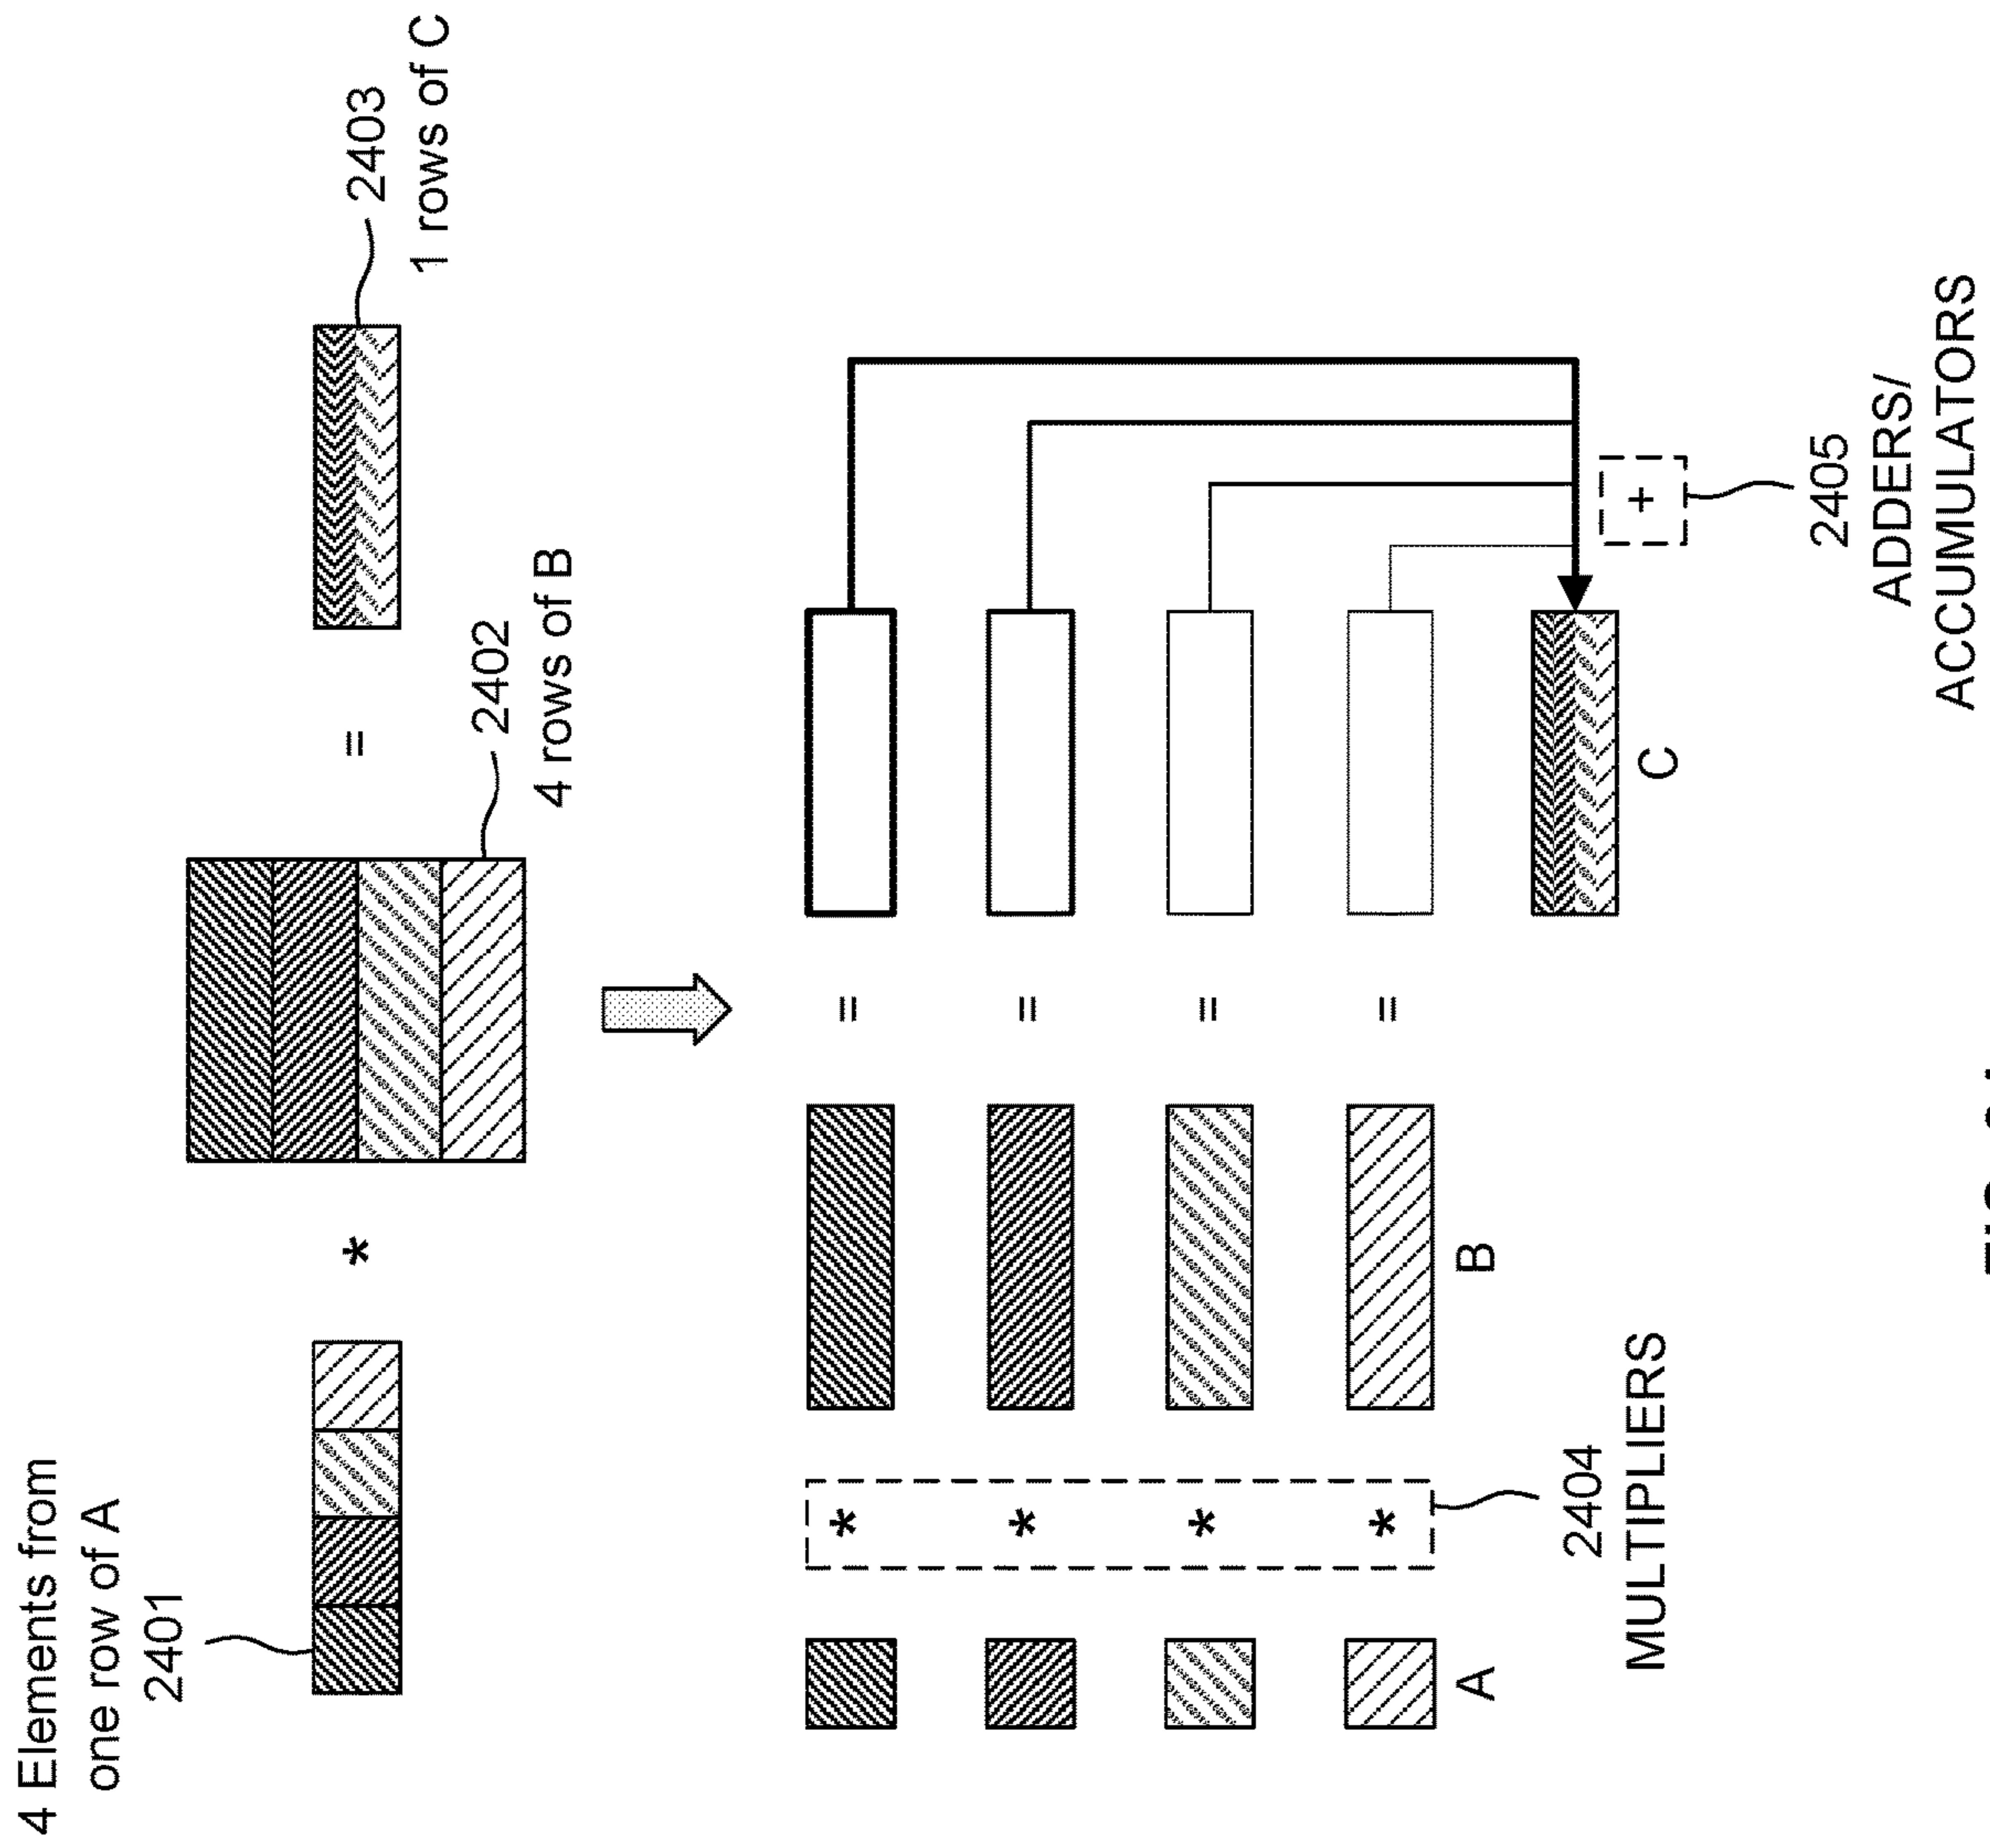 4 Elements from
one row of A
2401
*
=
2403
1 rows of C
2402
4 rows of B
* =
* =
* =
* =
A
B
C
+
2404
MULTIPLIERS
2405
ADDERS/
ACCUMULATORS